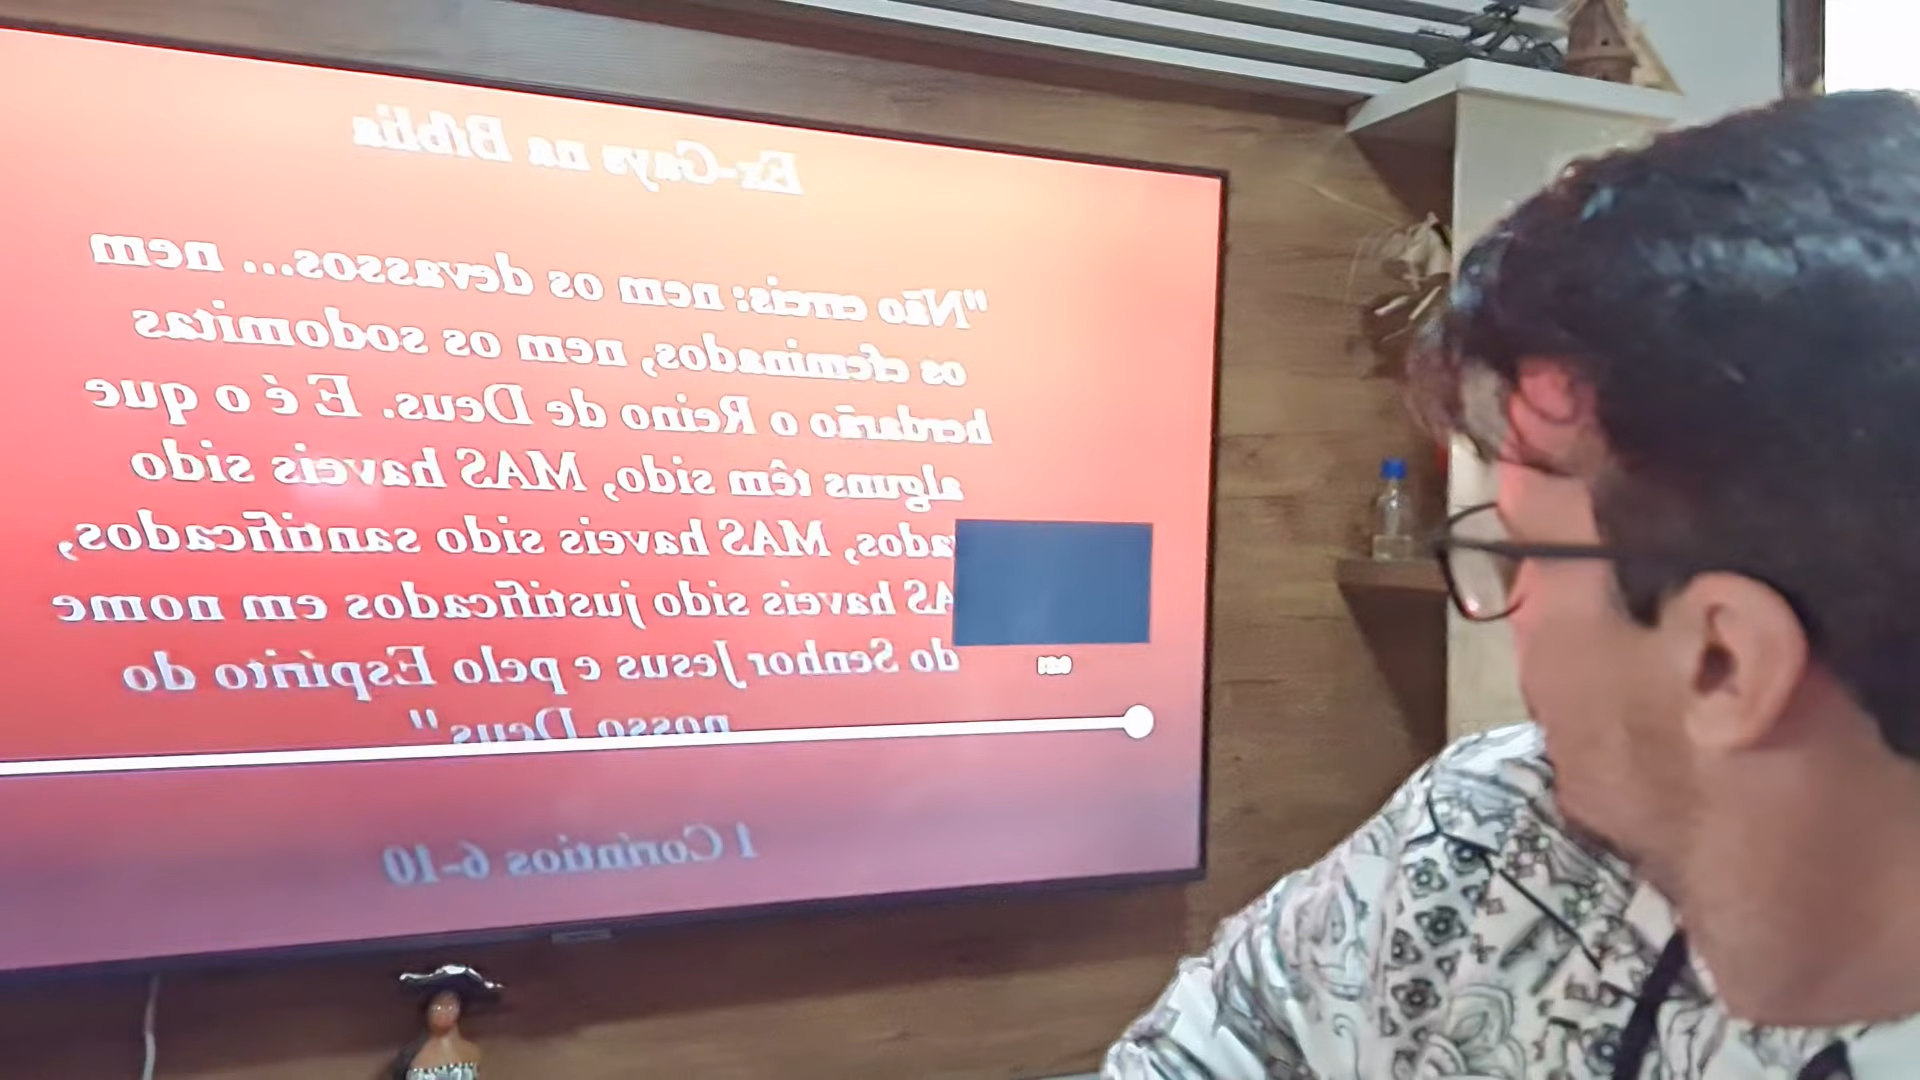 Ex-Gays na Bíblia
"Não erreis: nem os devassos... nem
os efeminados, nem os sodomitas
herdarão o Reino de Deus. E é o que
alguns têm sido, MAS haveis sido
ados, MAS haveis sido santificados,
AS haveis sido justificados em nome
do Senhor Jesus e pelo Espírito do
nosso Deus"
1 Coríntios 6-10